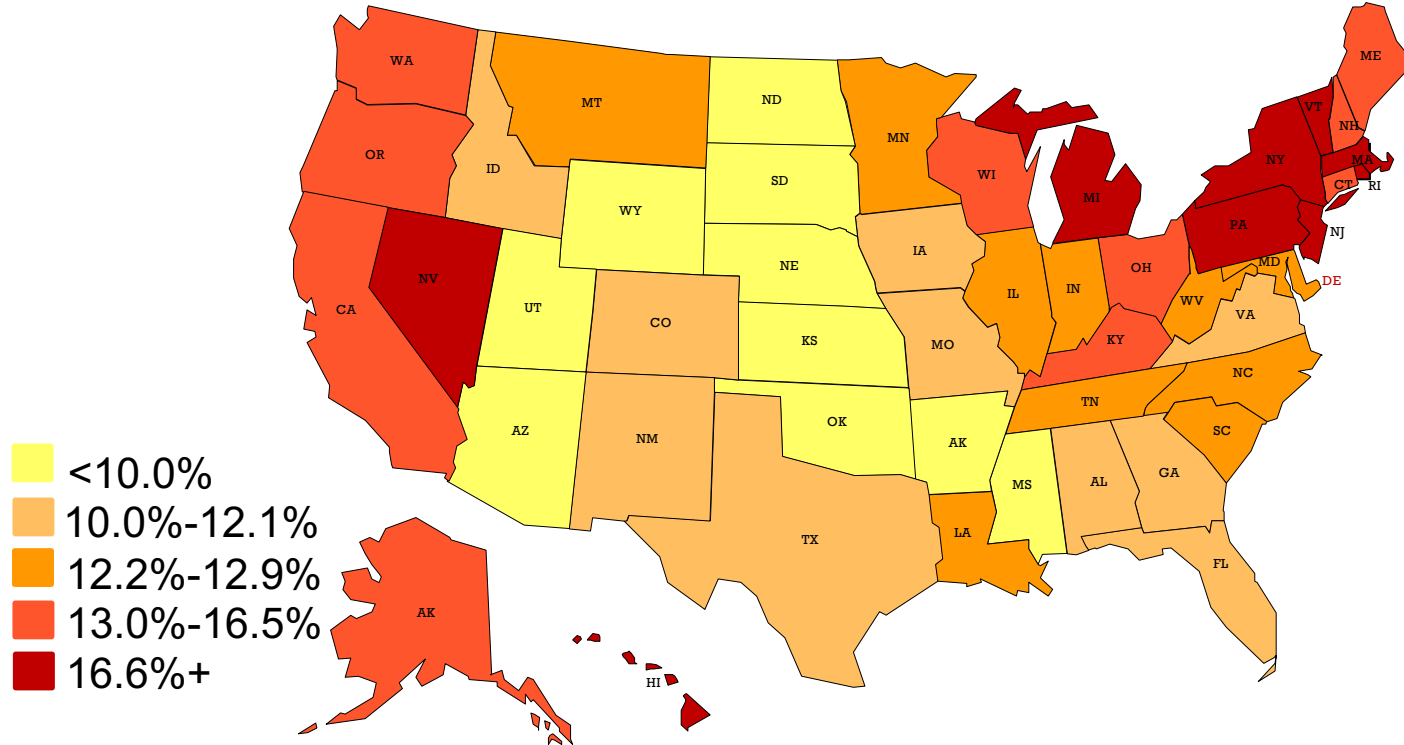 WA
ME
MT
ND
VT
NH
MN
OR
NY
MA
ID
WI
SD
CT
RI
MI
WY
PA
NJ
IA
NE
MD
OH
NV
DE
IN
IL
WV
UT
CA
VA
CO
KS
KY
MO
NC
TN
OK
AZ
SC
NM
AK
GA
<10.0%
AL
MS
10.0%-12.1%
LA
TX
FL
12.2%-12.9%
AK
13.0%-16.5%
16.6%+
HI